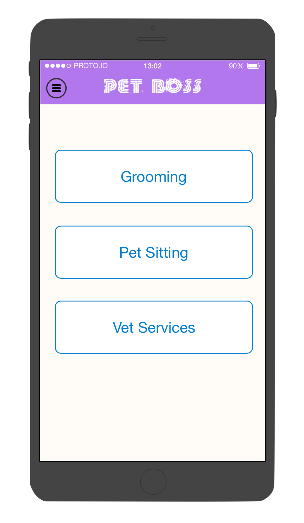 PROTO.IO 13:02 90%
PET BOSS
Grooming
Pet Sitting
Vet Services